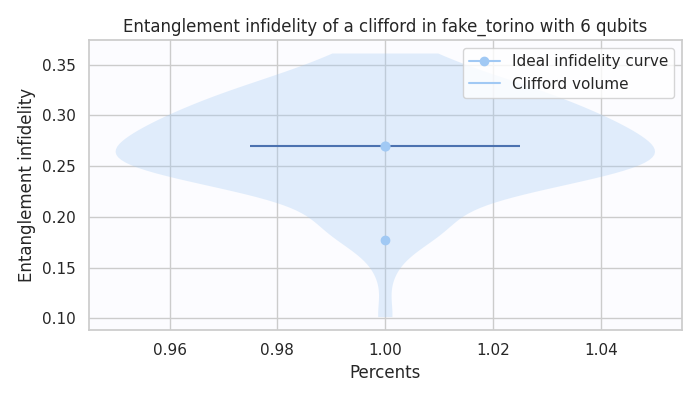 Entanglement infidelity of a clifford in fake_torino with 6 qubits
Entanglement infidelity
0.35
0.30
0.25
0.20
0.15
0.10
Ideal infidelity curve
Clifford volume
0.96
0.98
1.00
1.02
1.04
Percents